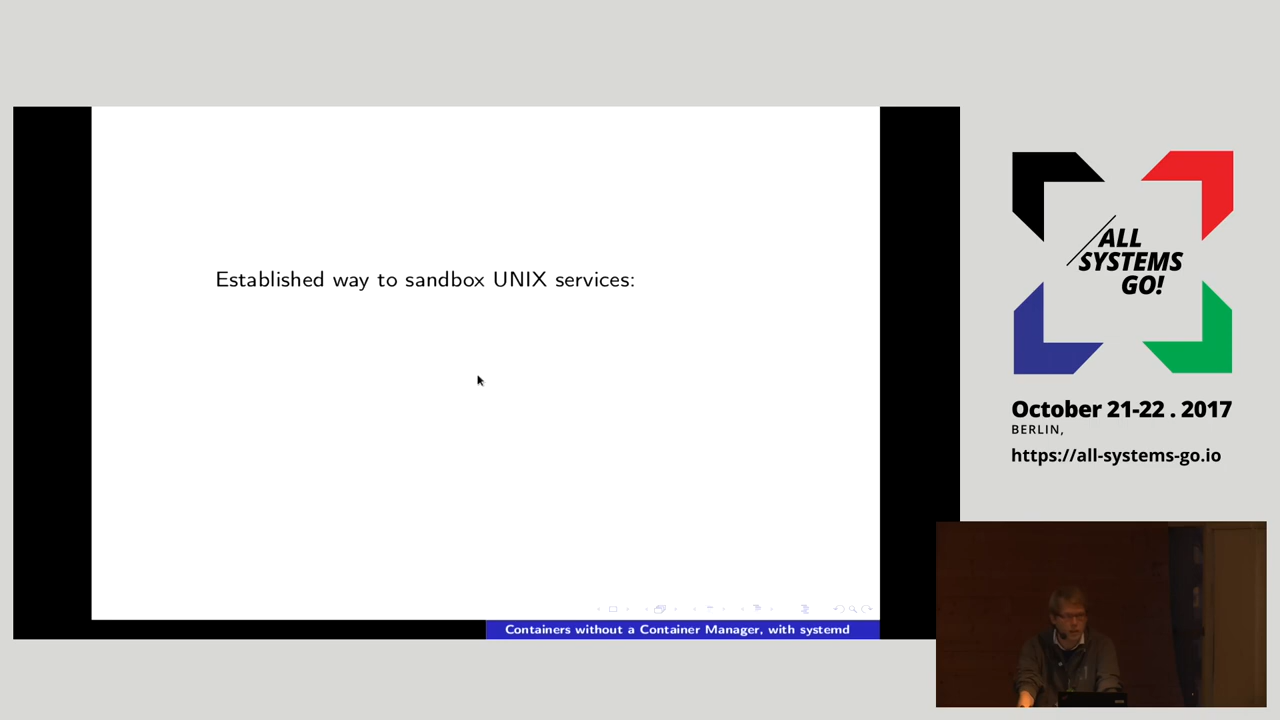 Established way to sandbox UNIX services:
Containers without a Container Manager, with systemd
ALL
SYSTEMS
GO!
October 21-22 . 2017
BERLIN,
https://all-systems-go.io